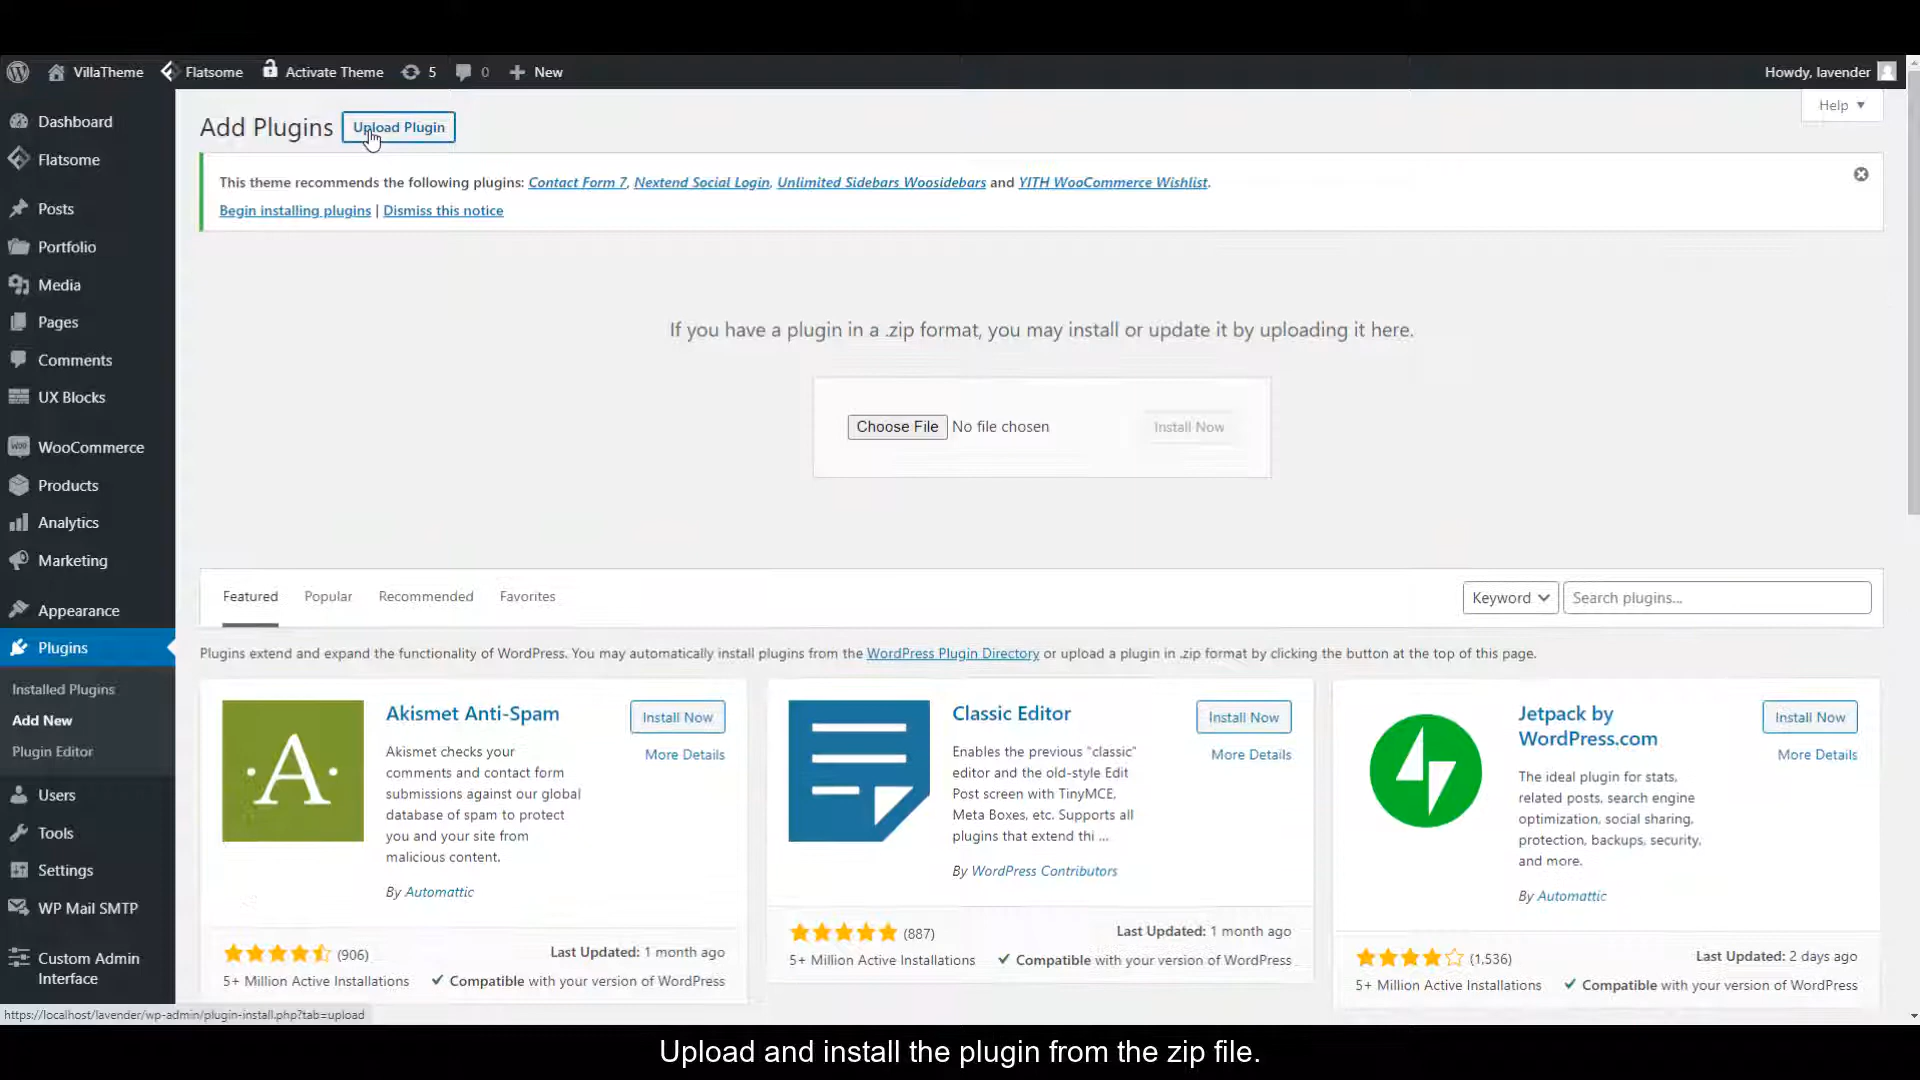 VillaTheme Flatsome Activate Theme 5 0 New Howdy, lavender
Help
Dashboard
Flatsome
Posts
Portfolio
Media
Pages
Comments
UX Blocks
WooCommerce
Products
Analytics
Marketing
Appearance
Plugins
Installed Plugins
Add New
Plugin Editor
Users
Tools
Settings
WP Mail SMTP
Custom Admin
Interface
Add Plugins Upload Plugin
This theme recommends the following plugins: Contact Form 7, Nextend Social Login, Unlimited Sidebars Woosidebars and YITH WooCommerce Wishlist.
Begin installing plugins | Dismiss this notice
If you have a plugin in a .zip format, you may install or update it by uploading it here.
Choose File No file chosen Install Now
Featured Popular Recommended Favorites Keyword Search plugins...
Plugins extend and expand the functionality of WordPress. You may automatically install plugins from the WordPress Plugin Directory or upload a plugin in .zip format by clicking the button at the top of this page.
A
Akismet Anti-Spam
Install Now
More Details
Akismet checks your
comments and contact form
submissions against our global
database of spam to protect
you and your site from
malicious content.
By Automattic
(906)
Last Updated: 1 month ago
5+ Million Active Installations
Compatible with your version of WordPress
Classic Editor
Install Now
More Details
Enables the previous "classic"
editor and the old-style Edit
Post screen with TinyMCE,
Meta Boxes, etc. Supports all
plugins that extend thi ...
By WordPress Contributors
(887)
Last Updated: 1 month ago
5+ Million Active Installations
Compatible with your version of WordPress
Jetpack by
WordPress.com
Install Now
More Details
The ideal plugin for stats,
related posts, search engine
optimization, social sharing,
protection, backups, security,
and more.
By Automattic
(1,536)
Last Updated: 2 days ago
5+ Million Active Installations
Compatible with your version of WordPress
https://localhost/lavender/wp-admin/plugin-install.php?tab=upload
Upload and install the plugin from the zip file.